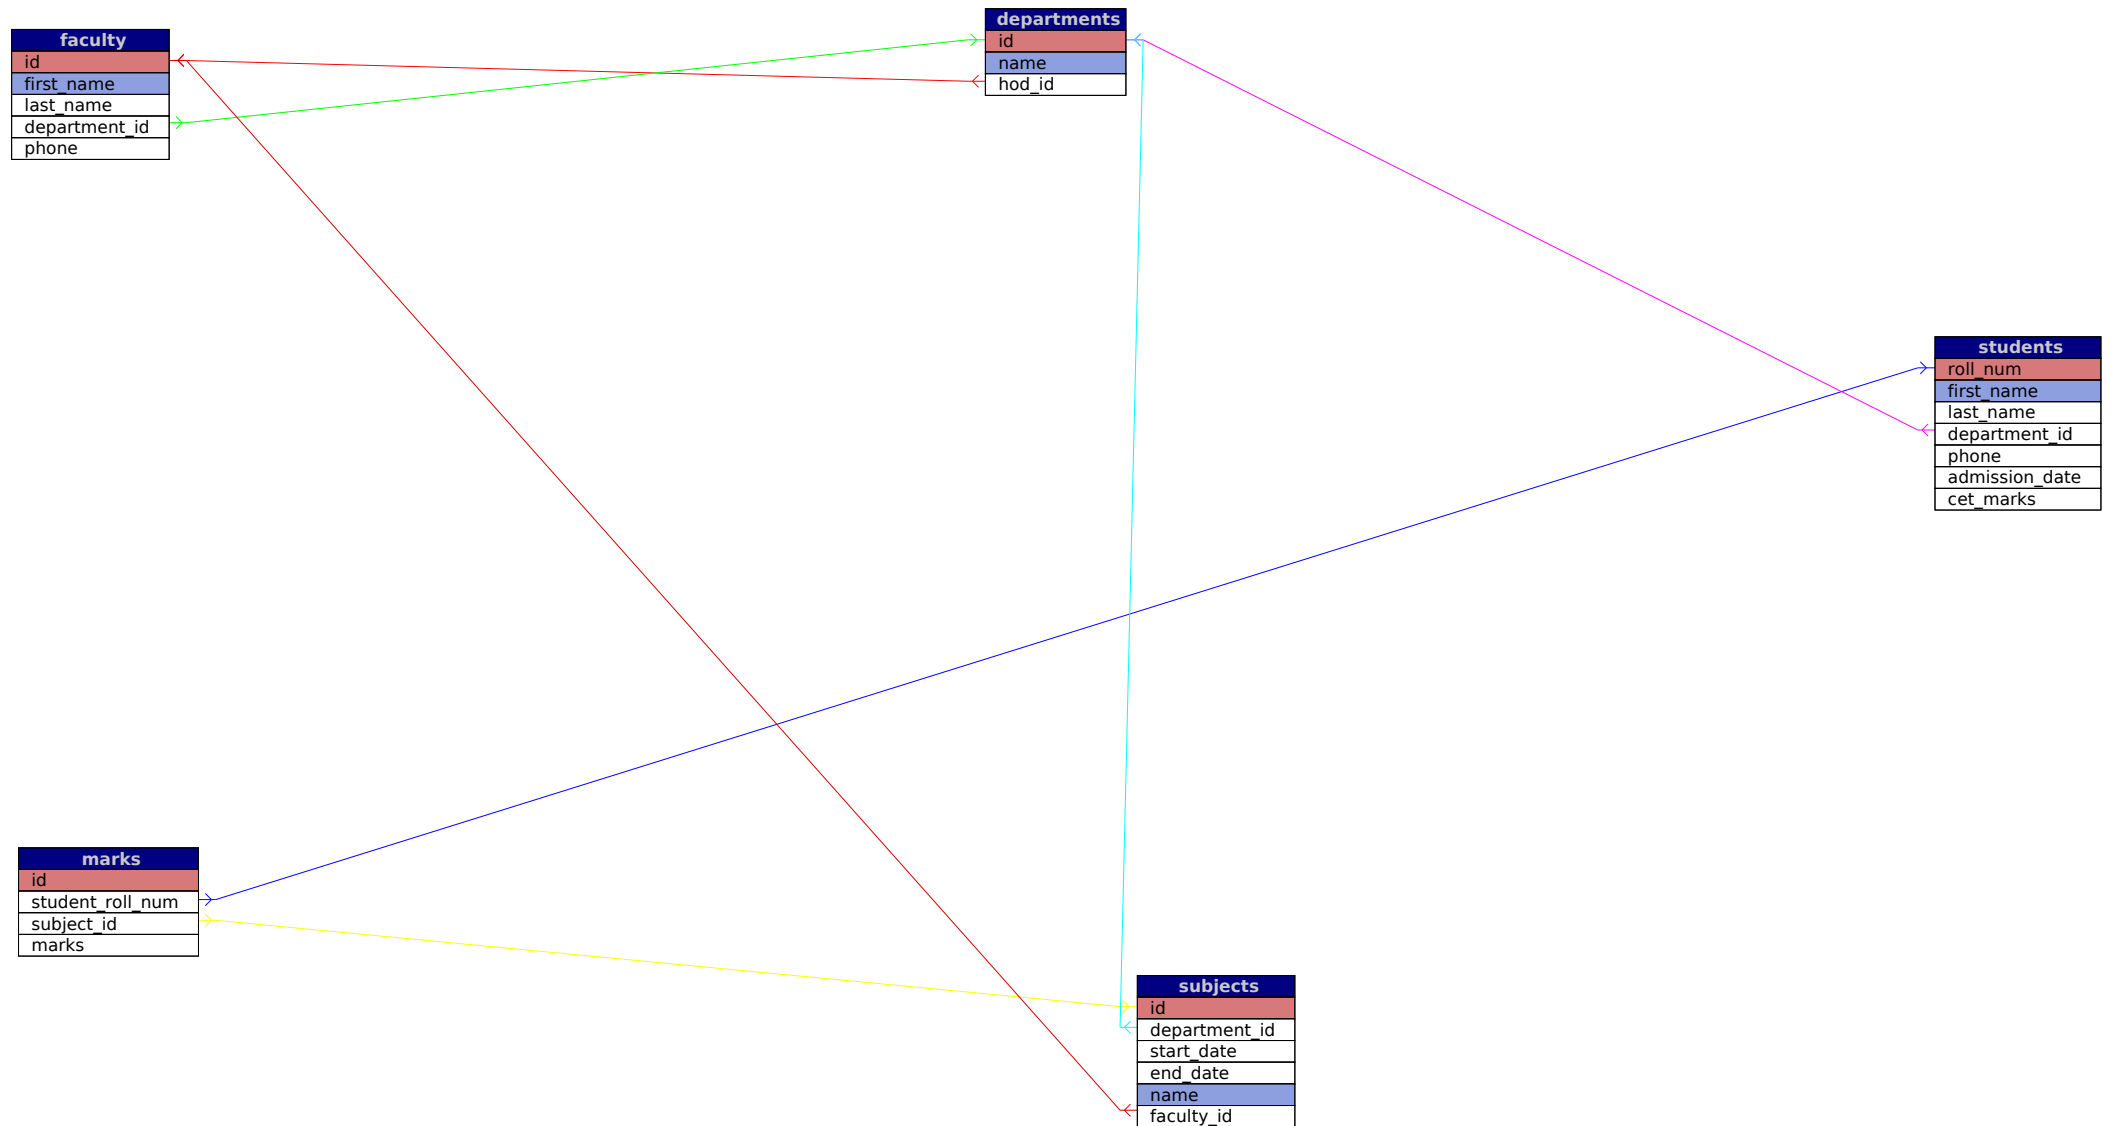 faculty
id
first_name
last_name
department_id
phone
departments
id
name
hod_id
students
roll_num
first_name
last_name
department_id
phone
admission_date
cet_marks
marks
id
student_roll_num
subject_id
marks
subjects
id
department_id
start_date
end_date
name
faculty_id